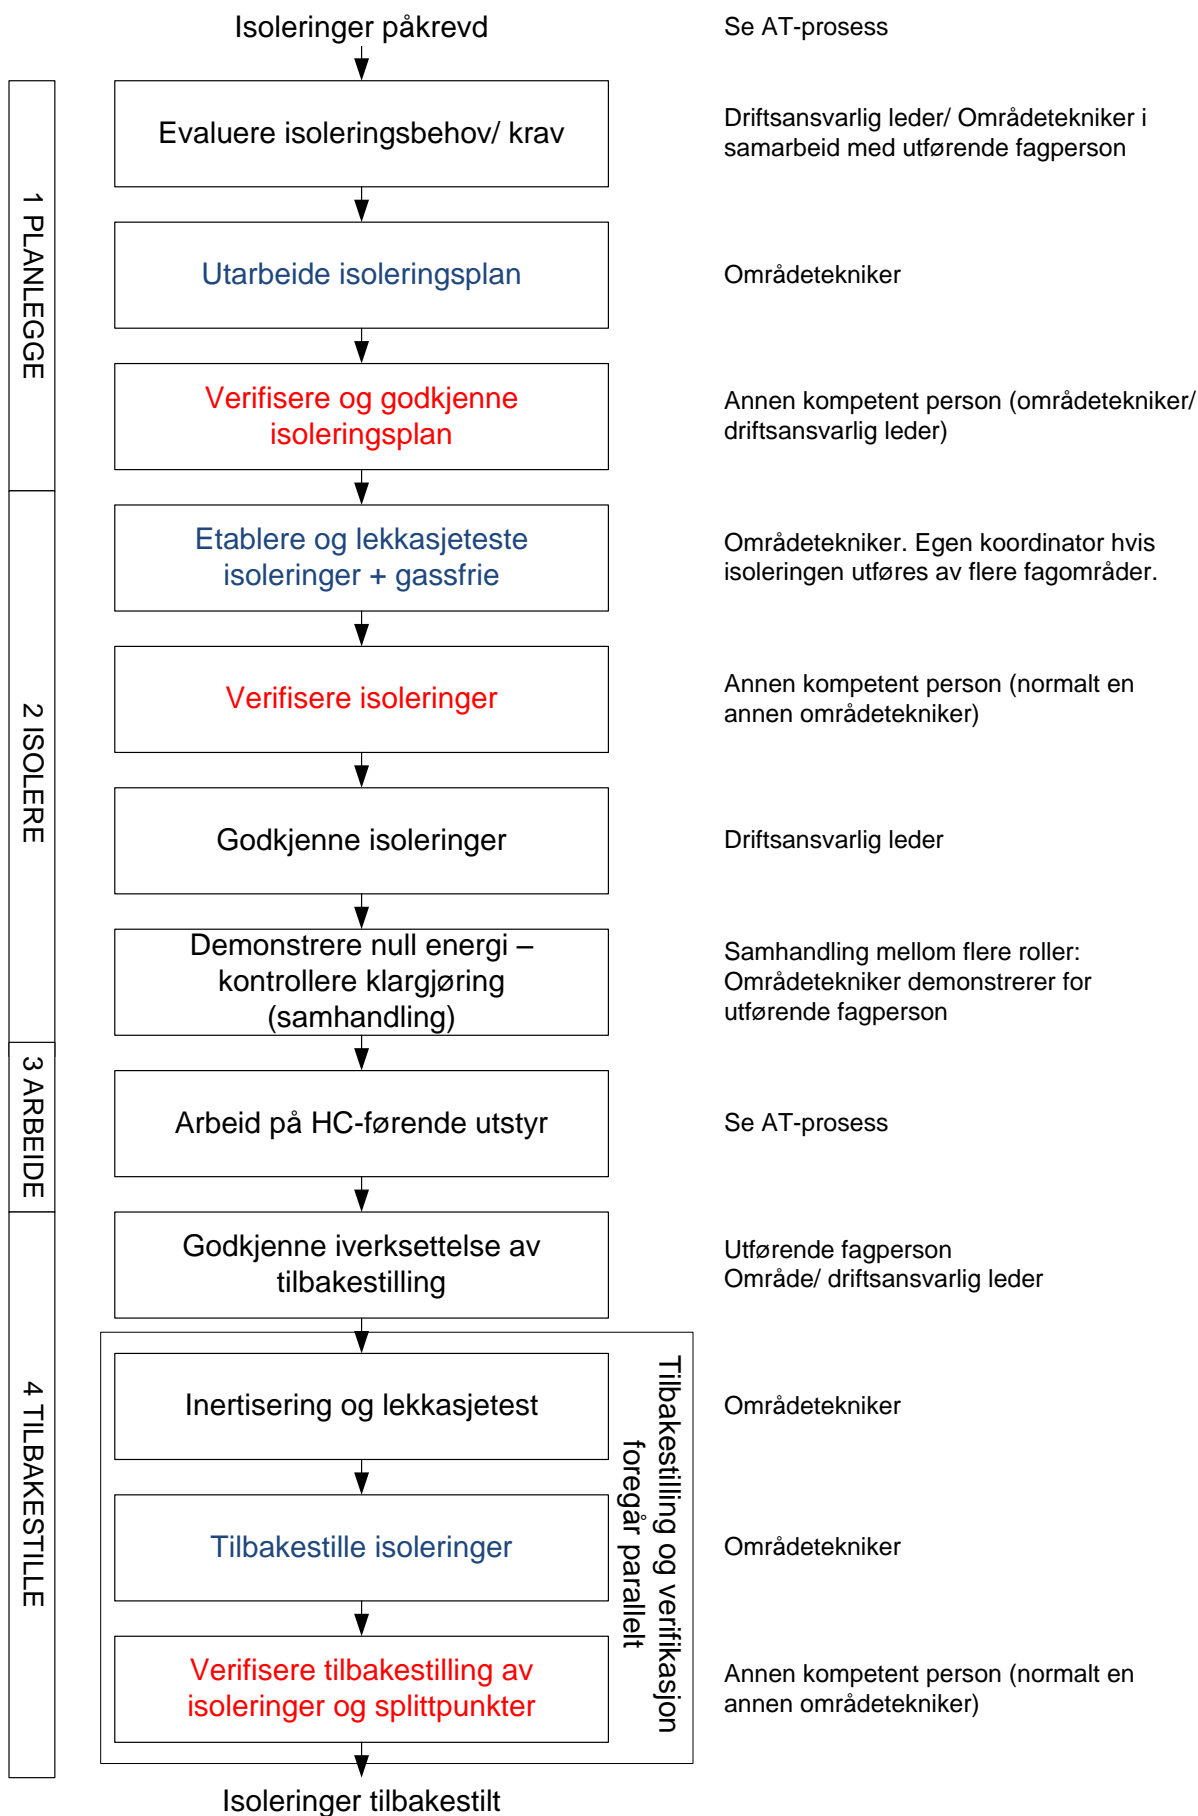 Isoleringer påkrevd
Se AT-prosess
1 PLANLEGGE
Evaluere isoleringsbehov/ krav
Driftsansvarlig leder/ Områdetekniker i
samarbeid med utførende fagperson
Utarbeide isoleringsplan
Områdetekniker
Verifisere og godkjenne
isoleringsplan
Annen kompetent person (områdetekniker/
driftsansvarlig leder)
2 ISOLERE
Etablere og lekkasjeteste
isoleringer + gassfrie
Områdetekniker. Egen koordinator hvis
isoleringen utføres av flere fagområder.
Verifisere isoleringer
Annen kompetent person (normalt en
annen områdetekniker)
Godkjenne isoleringer
Driftsansvarlig leder
Demonstrere null energi –
kontrollere klargjøring
(samhandling)
Samhandling mellom flere roller:
Områdetekniker demonstrerer for
utførende fagperson
3 ARBEIDE
Arbeid på HC-førende utstyr
Se AT-prosess
4 TILBAKESTILLE
Godkjenne iverksettelse av
tilbakestilling
Utførende fagperson
Område/ driftsansvarlig leder
Tilbakestilling og verifikasjon
foregår parallelt
Inertisering og lekkasjetest
Områdetekniker
Tilbakestille isoleringer
Områdetekniker
Verifisere tilbakestilling av
isoleringer og splittpunkter
Annen kompetent person (normalt en
annen områdetekniker)
Isoleringer tilbakestilt